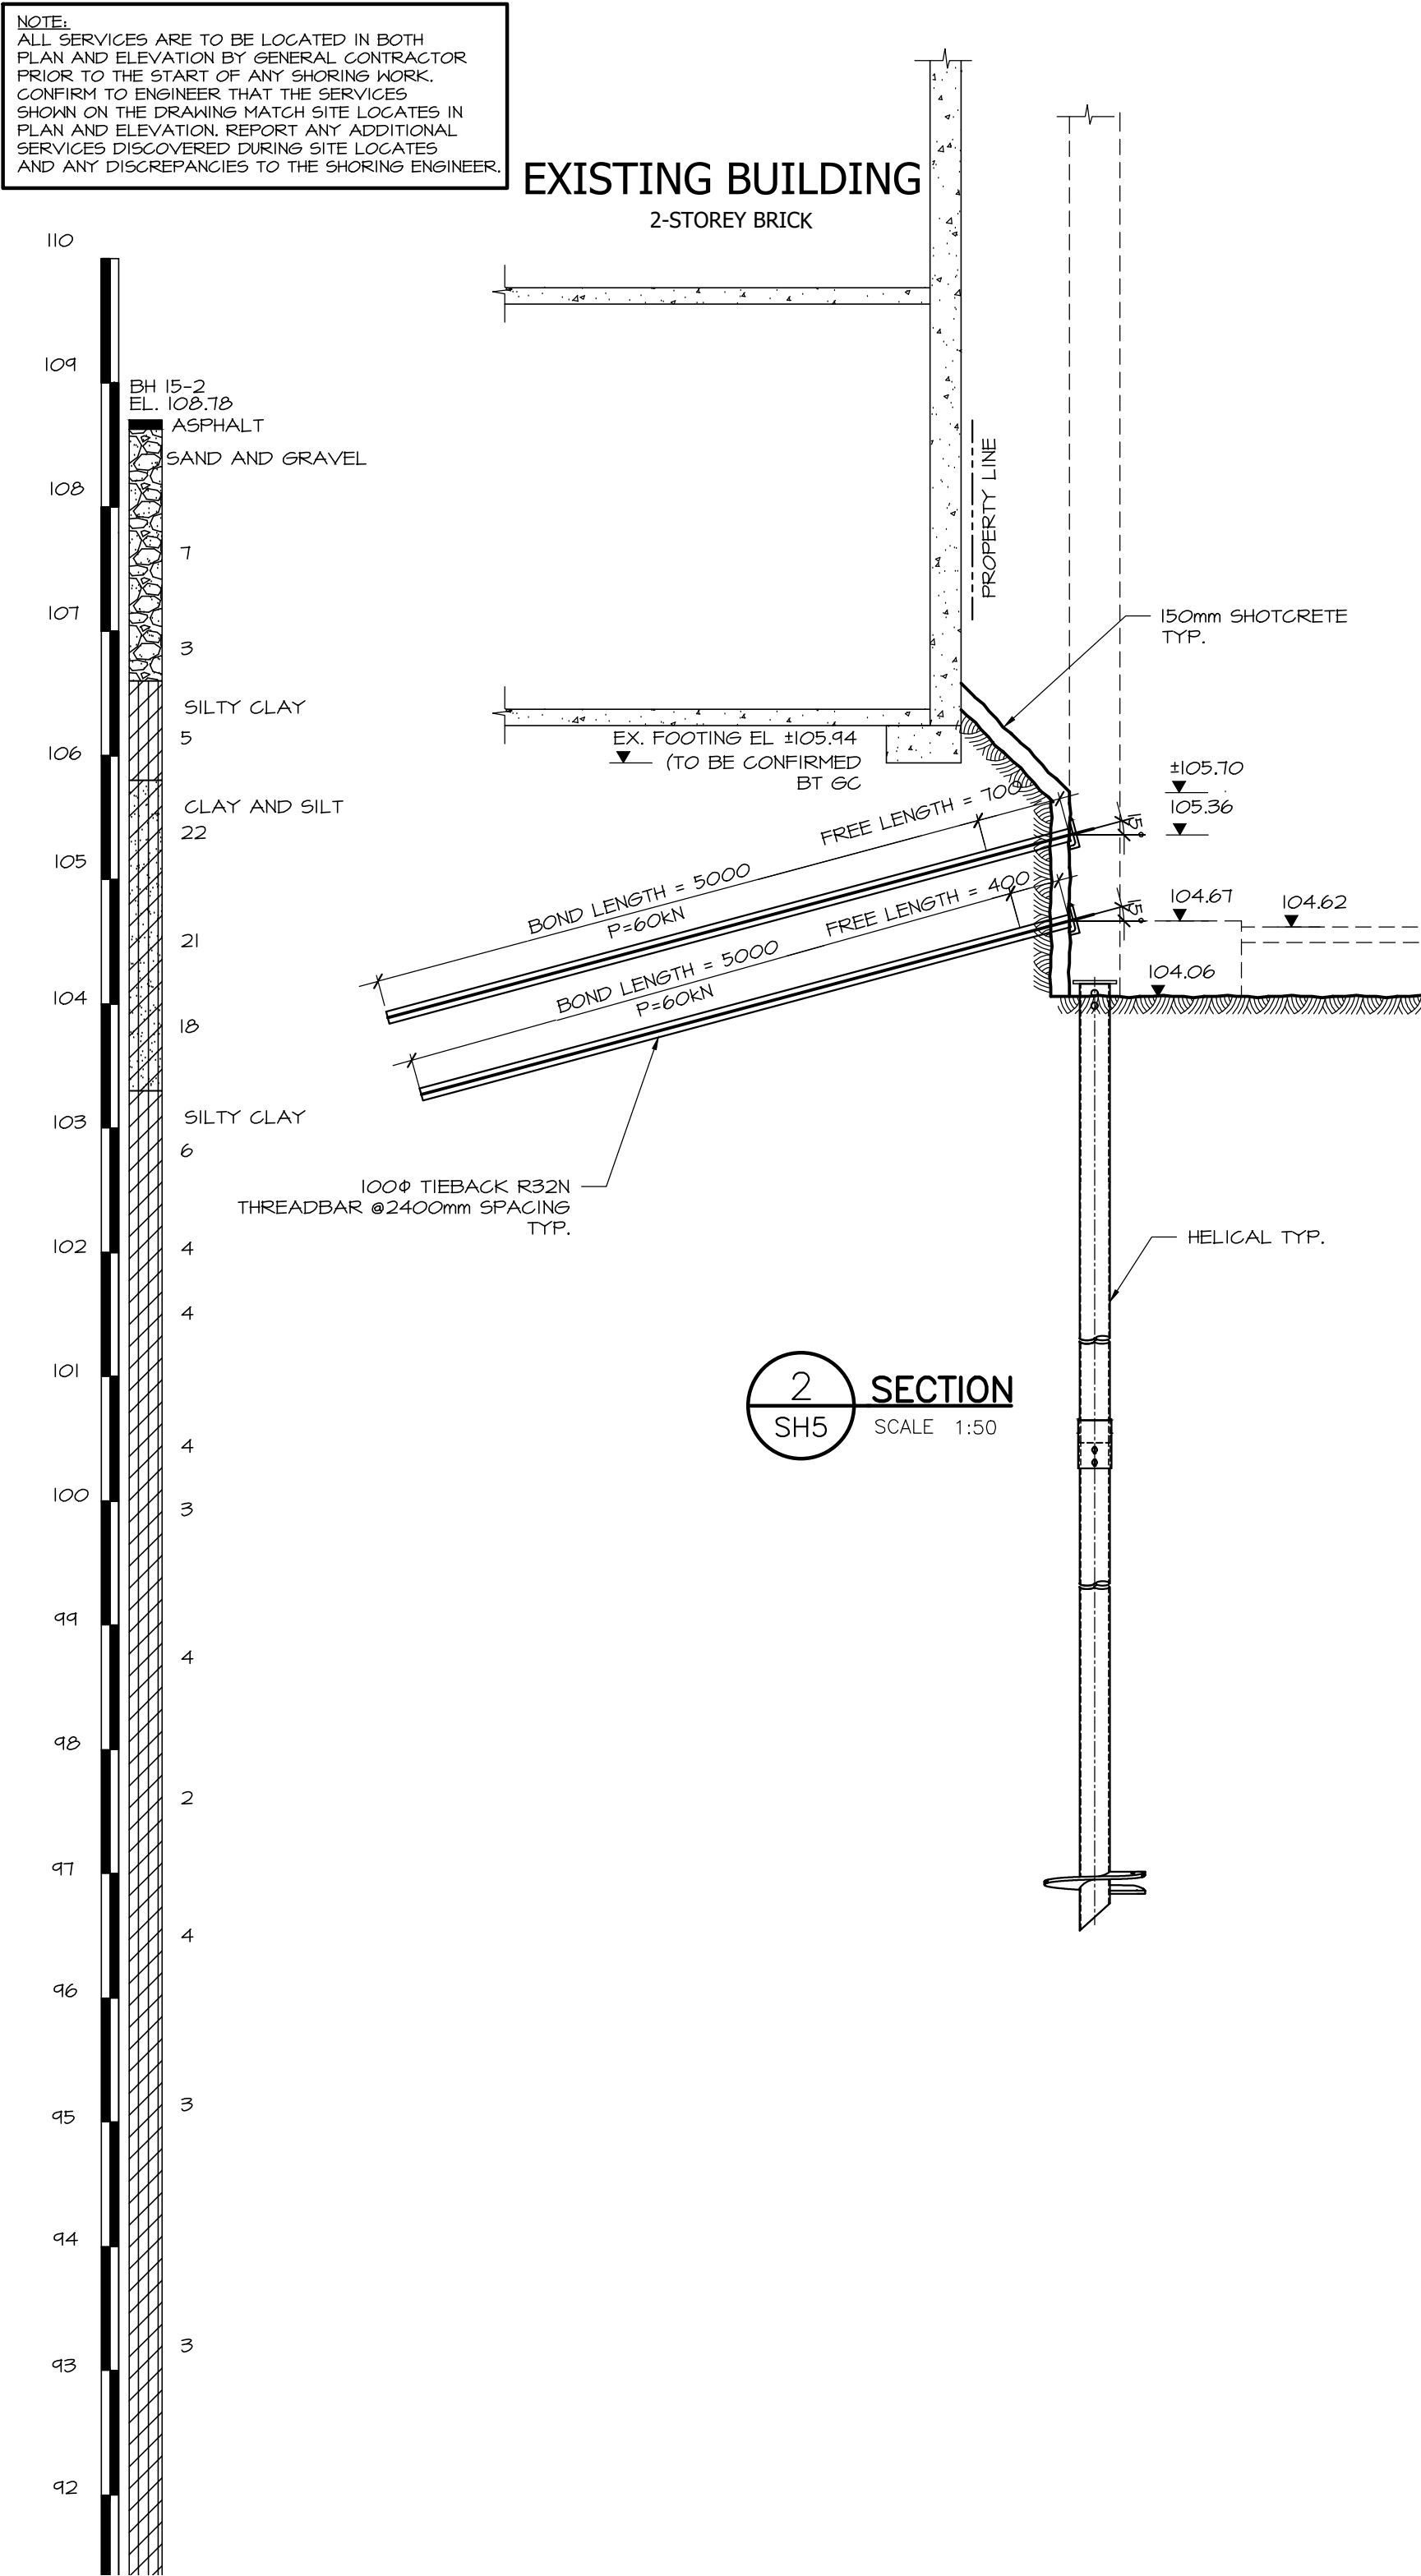 NOTE:
ALL SERVICES ARE TO BE LOCATED IN BOTH
PLAN AND ELEVATION BY GENERAL CONTRACTOR
PRIOR TO THE START OF ANY SHORING WORK.
CONFIRM TO ENGINEER THAT THE SERVICES
SHOWN ON THE DRAWING MATCH SITE LOCATES IN
PLAN AND ELEVATION. REPORT ANY ADDITIONAL
SERVICES DISCOVERED DURING SITE LOCATES
AND ANY DISCREPANCIES TO THE SHORING ENGINEER.
EXISTING BUILDING
2-STOREY BRICK
110
109
BH 15-2
EL. 108.78
ASPHALT
SAND AND GRAVEL
108
7
107
3
SILTY CLAY
5
106
CLAY AND SILT
22
105
21
104
18
SILTY CLAY
103
6
102
4
4
101
4
100
3
99
4
98
2
97
4
96
95
3
94
3
93
92
PROPERTY LINE
150mm SHOTCRETE
TYP.
EX. FOOTING EL ±105.94
(TO BE CONFIRMED
BT GC
±105.70
105.36
FREE LENGTH = 700
15°
BOND LENGTH = 5000
P=60kN
FREE LENGTH = 400
15°
104.67
104.62
BOND LENGTH = 5000
P=60kN
104.06
100Φ TIEBACK R32N
THREADBAR @2400mm SPACING
TYP.
HELICAL TYP.
2
SH5
SECTION
SCALE 1:50